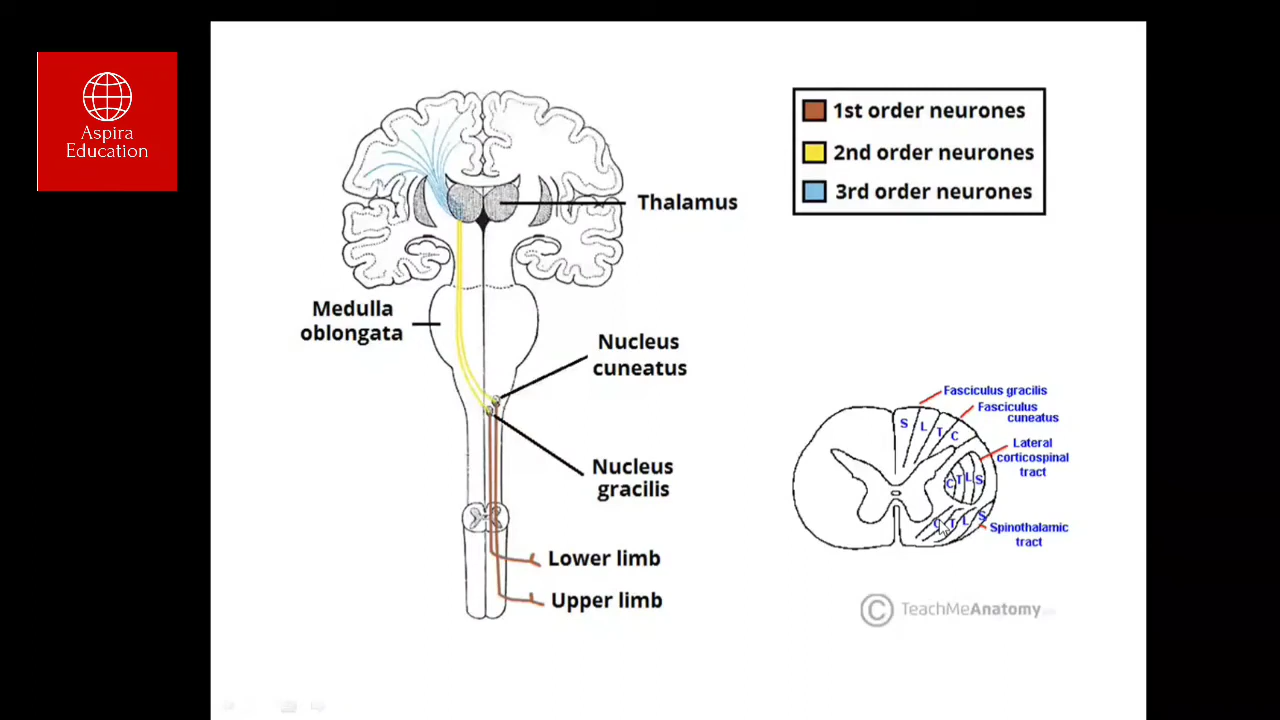 Aspira
Education
1st order neurones
2nd order neurones
3rd order neurones
Thalamus
Medulla
oblongata
Nucleus
cuneatus
Nucleus
gracilis
Lower limb
Upper limb
Fasciculus gracilis
Fasciculus
cuneatus
Lateral
corticospinal
tract
Spinothalamic
tract
S L T C
C T L S
C T L S
© TeachMeAnatomy